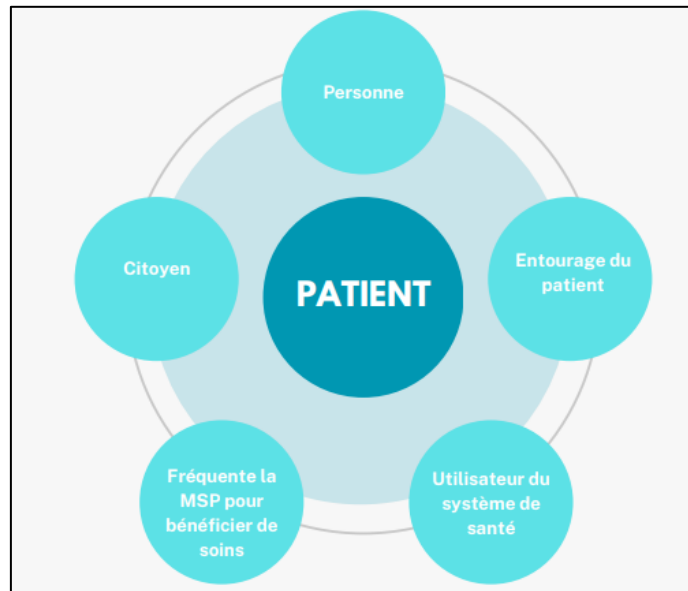 Personne
Citoyen
PATIENT
Entourage du
patient
Fréquente la
MSP pour
bénéficier de
soins
Utilisateur du
système de
santé